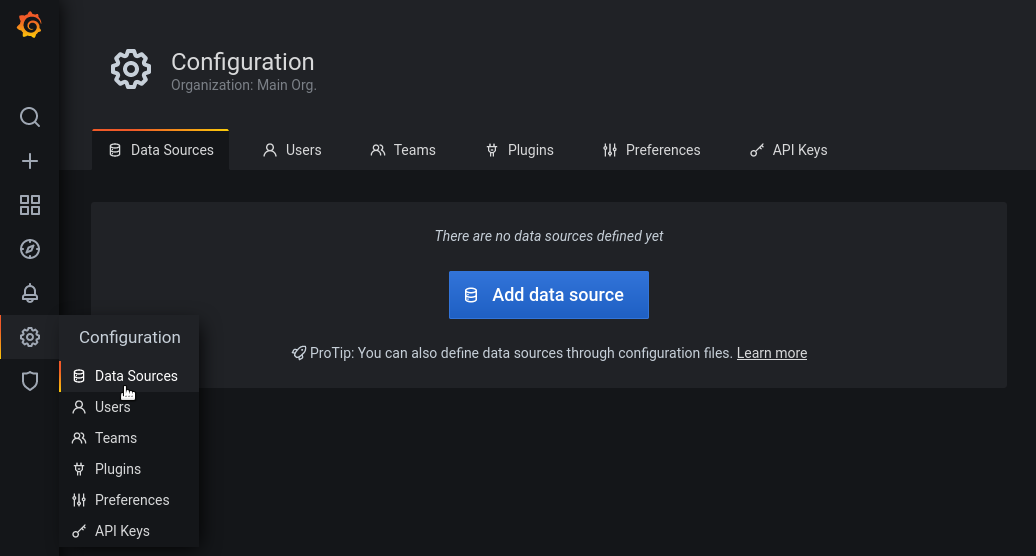 Configuration
Organization: Main Org.
Data Sources Users Teams Plugins Preferences API Keys
There are no data sources defined yet
Add data source
ProTip: You can also define data sources through configuration files. Learn more
Configuration
Data Sources
Users
Teams
Plugins
Preferences
API Keys